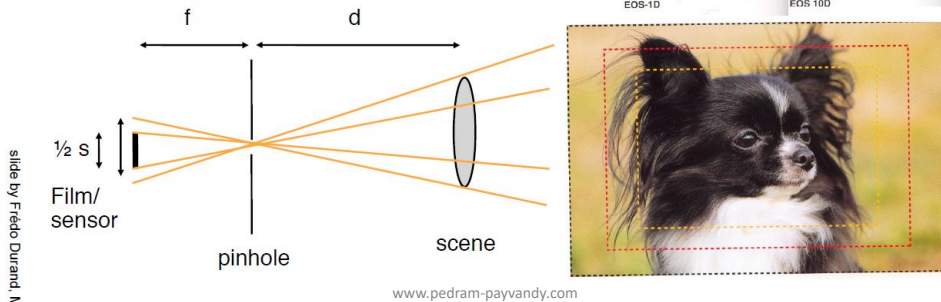 EOS-1D
EOS 10D
f
d
½ s
Film/
sensor
pinhole
scene
slide by Frédo Durand,
www.pedram-payvandy.com